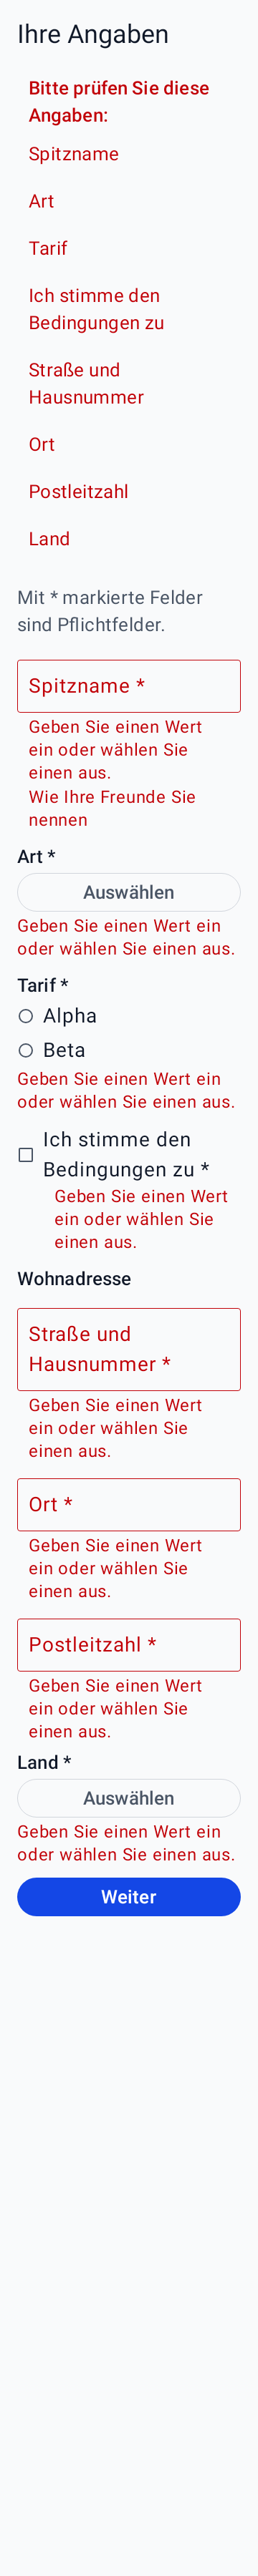 Ihre Angaben
Bitte prüfen Sie diese
Angaben:
Spitzname
Art
Tarif
Ich stimme den
Bedingungen zu
Straße und
Hausnummer
Ort
Postleitzahl
Land
Mit * markierte Felder
sind Pflichtfelder.
Spitzname *
Geben Sie einen Wert
ein oder wählen Sie
einen aus.
Wie Ihre Freunde Sie
nennen
Art *
Auswählen
Geben Sie einen Wert ein
oder wählen Sie einen aus.
Tarif *
Alpha
Beta
Geben Sie einen Wert ein
oder wählen Sie einen aus.
Ich stimme den
Bedingungen zu *
Geben Sie einen Wert
ein oder wählen Sie
einen aus.
Wohnadresse
Straße und
Hausnummer *
Geben Sie einen Wert
ein oder wählen Sie
einen aus.
Ort *
Geben Sie einen Wert
ein oder wählen Sie
einen aus.
Postleitzahl *
Geben Sie einen Wert
ein oder wählen Sie
einen aus.
Land *
Auswählen
Geben Sie einen Wert ein
oder wählen Sie einen aus.
Weiter